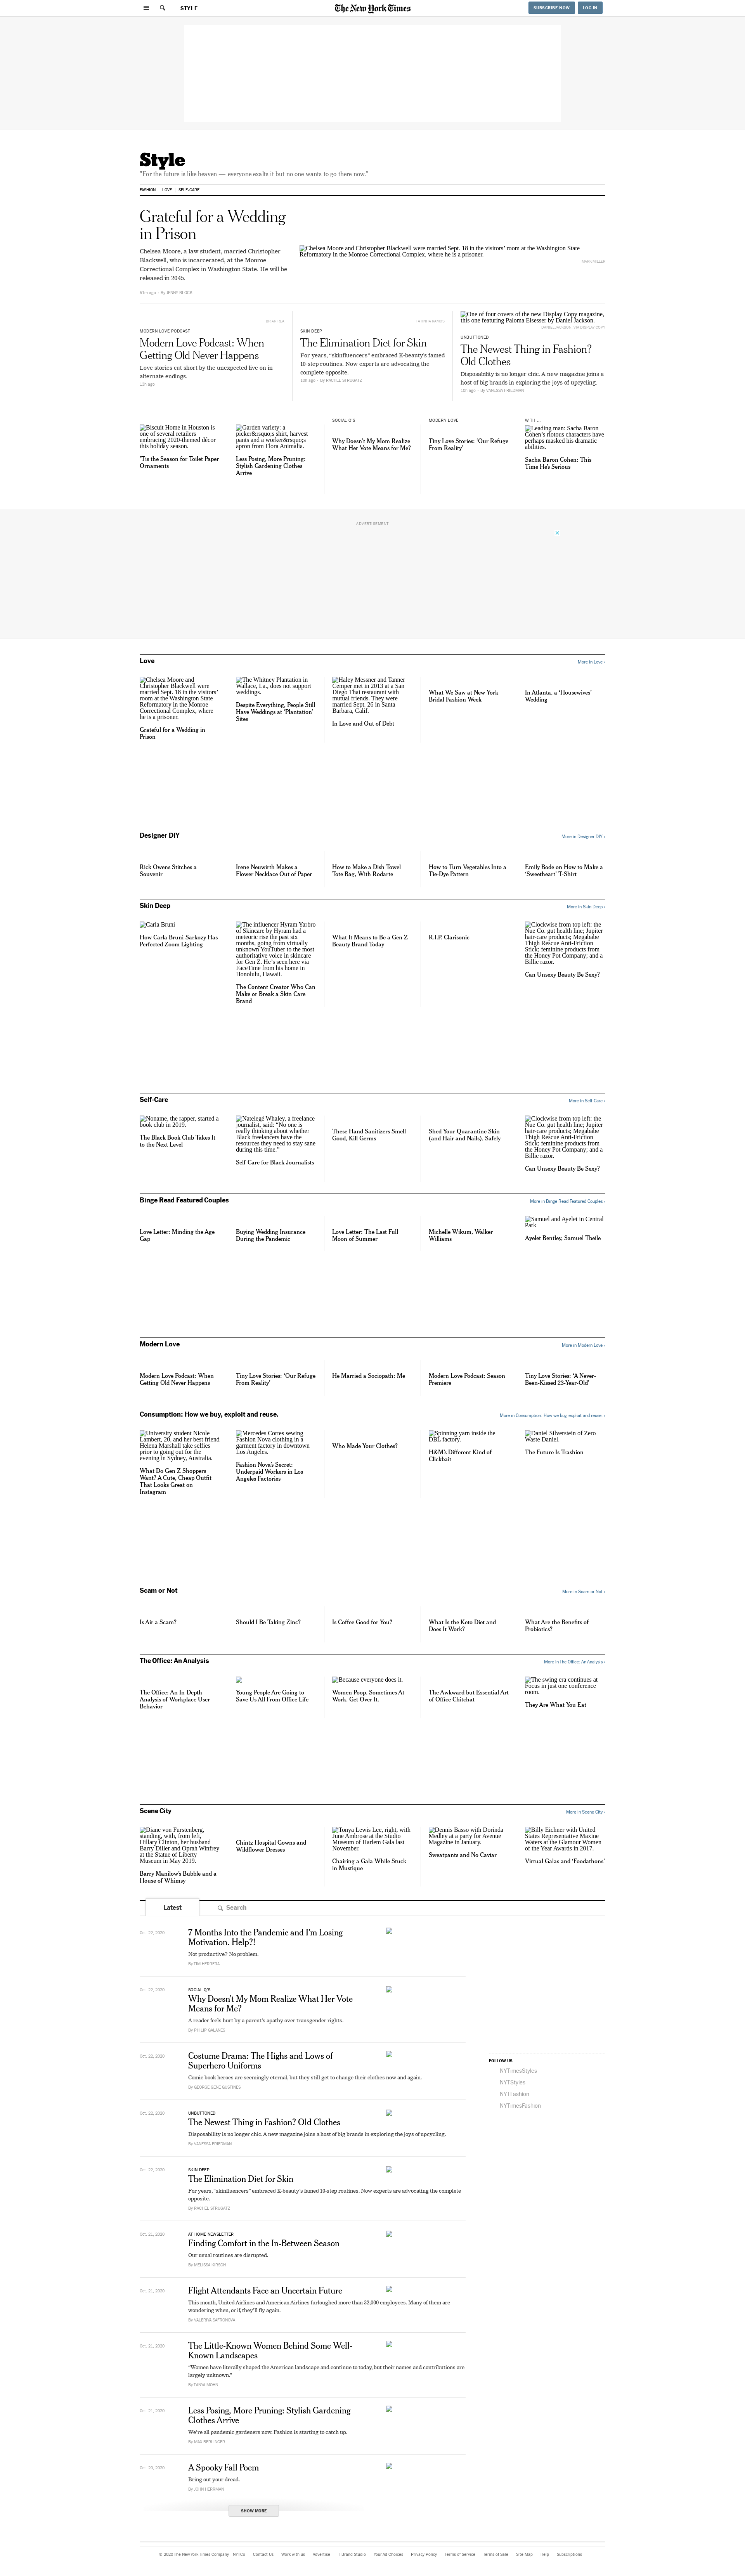 STYLE
The New York Times
SUBSCRIBE NOW
LOG IN
Style
"For the future is like heaven — everyone exalts it but no one wants to go there now."
FASHION
LOVE
SELF-CARE
Grateful for a Wedding
in Prison
Chelsea Moore, a law student, married Christopher
Blackwell, who is incarcerated, at the Monroe
Correctional Complex in Washington State. He will be
released in 2045.
By JENNY BLOCK
Chelsea Moore and Christopher Blackwell were married Sept. 18 in the visitors' room at the Washington State
Reformatory in the Monroe Correctional Complex, where he is a prisoner.
BRIAN REA
MODERN LOVE PODCAST
Modern Love Podcast: When
Getting Old Never Happens
Love stories cut short by the unexpected live on in
alternate endings.
SKIN DEEP
The Elimination Diet for Skin
For years, "skinfluencers" endorsed K-beauty's famed
10-step routines. Now experts are advocating the
complete opposite.
By RACHEL STRUGATZ
One of four covers of the new Display Copy magazine,
this one featuring Paloma Elsesser by Daniel Jackson.
UNBUTTONED
The Newest Thing in Fashion?
Old Clothes
Disposability is no longer chic. A new magazine joins a
host of big brands in exploring the joys of upcycling.
By VANESSA FRIEDMAN
Biscuit Home in Houston is
one of several retailers
embracing 2020-themed décor
this holiday season.
'Tis the Season for Toilet Paper
Ornaments
Garden variety: a
picker&rsquo;s shirt, harvest
pants and a worker&rsquo;s
apron from Flora Animalia.
Less Posing, More Pruning:
Stylish Gardening Clothes
Arrive
SOCIAL Q'S
Why Doesn't My Mom Realize
What Her Vote Means for Me?
MODERN LOVE
Tiny Love Stories: 'Our Refuge
From Reality'
WITH …
Leading man: Sacha Baron
Cohen's riotous characters have
perhaps masked his dramatic
abilities.
Sacha Baron Cohen: This
Time He's Serious
ADVERTISEMENT
Love
More in Love ›
Chelsea Moore and
Christopher Blackwell were
married Sept. 18 in the visitors'
room at the Washington State
Reformatory in the Monroe
Correctional Complex, where
he is a prisoner.
Grateful for a Wedding in
Prison
The Whitney Plantation in
Wallace, La., does not support
weddings.
Despite Everything, People Still
Have Weddings at 'Plantation'
Sites
Haley Mesnter and Tanner
Cemper met in 2013 at a San
Diego Thai restaurant with
mutual friends. They were
married Sept. 26 in Santa
Barbara, Calif.
In Love and Out of Debt
What We Saw at New York
Bridal Fashion Week
In Atlanta, a 'Housewives'
Wedding
Designer DIY
More in Designer DIY ›
Rick Owens Stitches a
Souvenir
Irene Neuwirth Makes a
Flower Necklace Out of Paper
How to Make a Dish Towel
Tote Bag, With Rodarte
How to Turn Vegetables Into a
Tie-Dye Pattern
Emily Bode on How to Make a
'Sweetheart' T-Shirt
Skin Deep
More in Skin Deep ›
Carla Bruni
How Carla Bruni-Sarkozy Has
Perfected Zoom Lighting
The influencer Hyram Yarbro
of Skincare by Hyram had a
meteoric rise the past six
months, going from virtually
unknown YouTuber to the most
authoritative voice in skincare
for Gen Z. He's seen here via
FaceTime from his home in
Honolulu, Hawaii.
The Content Creator Who Can
Make or Break a Skin Care
Brand
What It Means to Be a Gen Z
Beauty Brand Today
R.I.P. Clarisonic
Clockwise from top left: the
Nue Co. gut health line; Jupiter
hair-care products; Megababe
Thigh Rescue Anti-Friction
Stick; feminine products from
the Honey Pot Company; and a
Billie razor.
Can Unsexy Beauty Be Sexy?
Self-Care
More in Self-Care ›
Noname, the rapper, started a
book club in 2019.
The Black Book Club Takes It
to the Next Level
Natelegé Whaley, a freelance
journalist, said: "No one is
really thinking about whether
Black freelancers have the
resources they need to stay sane
during this time."
Self-Care for Black Journalists
These Hand Sanitizers Smell
Good, Kill Germs
Shed Your Quarantine Skin
(and Hair and Nails), Safely
Clockwise from top left: the
Nue Co. gut health line; Jupiter
hair-care products; Megababe
Thigh Rescue Anti-Friction
Stick; feminine products from
the Honey Pot Company; and a
Billie razor.
Can Unsexy Beauty Be Sexy?
Binge Read Featured Couples
More in Binge Read Featured Couples ›
Love Letter: Minding the Age
Gap
Buying Wedding Insurance
During the Pandemic
Love Letter: The Last Full
Moon of Summer
Michelle Wikum, Walker
Williams
Samuel and Ayelet in Central
Park
Ayelet Bentley, Samuel Theile
Modern Love
More in Modern Love ›
Modern Love Podcast: When
Getting Old Never Happens
Tiny Love Stories: 'Our Refuge
From Reality'
He Married a Sociopath: Me
Modern Love Podcast: Season
Premiere
Tiny Love Stories: 'A Never-
Been-Kissed 23-Year-Old'
Consumption: How we buy, exploit and reuse.
More in Consumption: How we buy, exploit and reuse. ›
University student Nicole
Lambert, 20, and her best friend
Helena Marshall take selfies
prior to going out for the
evening in Sydney, Australia.
What Do Gen Z Shoppers
Want? A Cute, Cheap Outfit
That Looks Great on
Instagram
Mercedes Cortes sewing
Fashion Nova clothing in a
garment factory in downtown
Los Angeles.
Fashion Nova's Secret:
Underpaid Workers in Los
Angeles Factories
Who Made Your Clothes?
Spinning yarn inside the
DBL factory.
H&M's Different Kind of
Clickbait
Daniel Silverstein of Zero
Waste Daniel.
The Future Is Trashion
Scam or Not
More in Scam or Not ›
Is Air a Scam?
Should I Be Taking Zinc?
Is Coffee Good for You?
What Is the Keto Diet and
Does It Work?
What Are the Benefits of
Probiotics?
The Office: An Analysis
More in The Office: An Analysis ›
The Office: An In-Depth
Analysis of Workplace User
Behavior
Young People Are Going to
Save Us All From Office Life
Because everyone does it.
Women Poop. Sometimes At
Work. Get Over It.
The Awkward but Essential Art
of Office Chitchat
The swing era continues at
Focus in just one conference
room.
They Are What You Eat
Scene City
More in Scene City ›
Diane von Furstenberg,
standing, with, from left,
Hillary Clinton, her husband
Barry Diller and Oprah Winfrey
at the Statue of Liberty
Museum in May 2019.
Barry Manilow's Bubble and a
House of Whimsy
Chintz Hospital Gowns and
Wildflower Dresses
Tonya Lewis Lee, right, with
June Ambrose at the Studio
Museum of Harlem Gala last
November.
Chairing a Gala While Stuck
in Mustique
Dennis Basso with Dorinda
Medley at a party for Avenue
Magazine in January.
Sweatpants and No Caviar
Billy Eichner with United
States Representative Maxine
Waters at the Glamour Women
of the Year Awards in 2017.
Virtual Galas and 'Foodathons'
Latest
Search
Oct. 22, 2020
7 Months Into the Pandemic and I'm Losing
Motivation. Help?!
Not productive? No problem.
By TIM HERRERA
Oct. 22, 2020
SOCIAL Q'S
Why Doesn't My Mom Realize What Her Vote
Means for Me?
A reader feels hurt by a parent's apathy over transgender rights.
By PHILIP GALANES
Oct. 22, 2020
Costume Drama: The Highs and Lows of
Superhero Uniforms
Comic book heroes are seemingly eternal, but they still get to change their clothes now and again.
By GEORGE GENE GUSTINES
Oct. 22, 2020
UNBUTTONED
The Newest Thing in Fashion? Old Clothes
Disposability is no longer chic. A new magazine joins a host of big brands in exploring the joys of upcycling.
By VANESSA FRIEDMAN
Oct. 22, 2020
SKIN DEEP
The Elimination Diet for Skin
For years, "skinfluencers" endorsed K-beauty's famed 10-step routines. Now experts are advocating the complete
opposite.
By RACHEL STRUGATZ
Oct. 21, 2020
AT HOME NEWSLETTER
Finding Comfort in the In-Between Season
Our usual routines are disrupted.
By MELISSA KIRSCH
Oct. 21, 2020
Flight Attendants Face an Uncertain Future
This month, United Airlines and American Airlines furloughed more than 32,000 employees. Many of them are
wondering when, or if, they'll fly again.
By VALERIYA SAFRONOVA
Oct. 21, 2020
The Little-Known Women Behind Some Well-
Known Landscapes
"Women have literally shaped the American landscape and continue to today, but their names and contributions are
largely unknown."
By TANYA MOHN
Oct. 21, 2020
Less Posing, More Pruning: Stylish Gardening
Clothes Arrive
We're all pandemic gardeners now. Fashion is starting to catch up.
By MAX BERLINGER
Oct. 20, 2020
A Spooky Fall Poem
Bring out your dread.
By JOHN HEERMAN
SHOW MORE
FOLLOW US
NYTimesStyles
NYTStyles
NYTFashion
NYTimesFashion
© 2020 The New York Times Company
NYTCo
Contact Us
Work with us
Advertise
T Brand Studio
Your Ad Choices
Privacy Policy
Terms of Service
Terms of Sale
Site Map
Help
Subscriptions